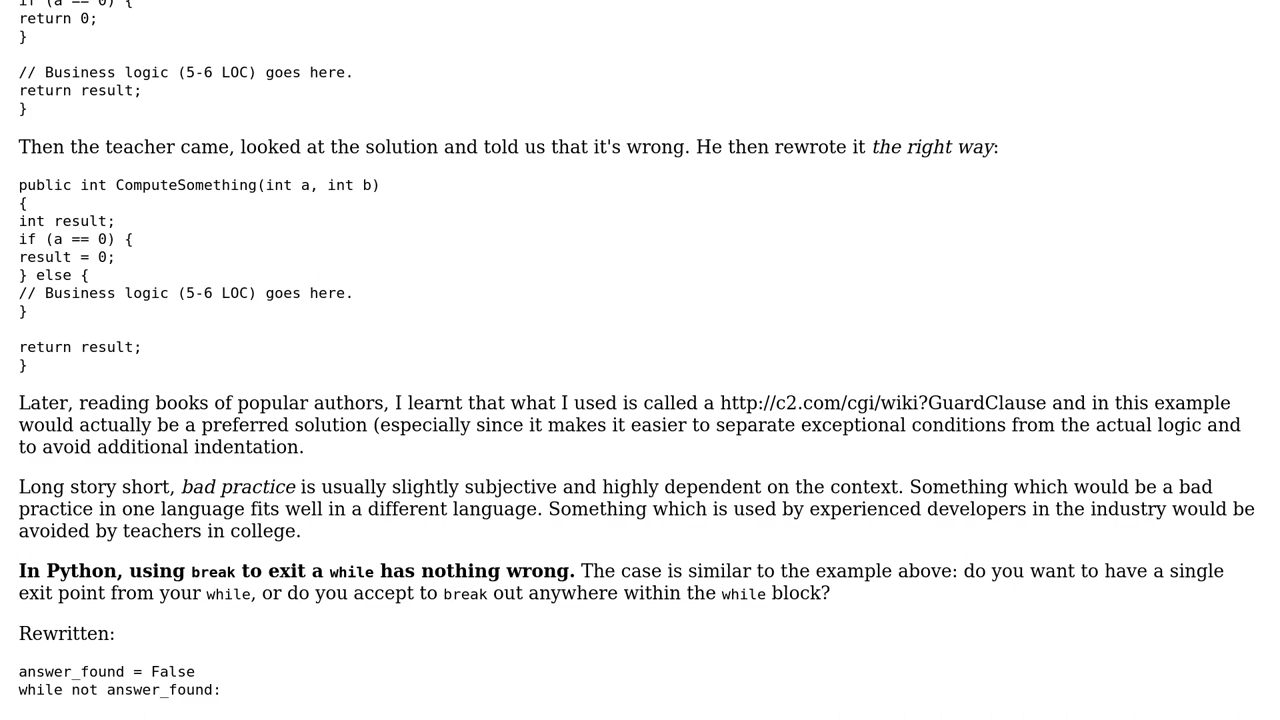 if (a == 0) {
return 0;
}
// Business logic (5-6 LOC) goes here.
return result;
}
Then the teacher came, looked at the solution and told us that it's wrong. He then rewrote it the right way:
public int ComputeSomething(int a, int b)
{
int result;
if (a == 0) {
result = 0;
} else {
// Business logic (5-6 LOC) goes here.
}
return result;
}
Later, reading books of popular authors, I learnt that what I used is called a http://c2.com/cgi/wiki?GuardClause and in this example
would actually be a preferred solution (especially since it makes it easier to separate exceptional conditions from the actual logic and
to avoid additional indentation.
Long story short, bad practice is usually slightly subjective and highly dependent on the context. Something which would be a bad
practice in one language fits well in a different language. Something which is used by experienced developers in the industry would be
avoided by teachers in college.
In Python, using break to exit a while has nothing wrong. The case is similar to the example above: do you want to have a single
exit point from your while, or do you accept to break out anywhere within the while block?
Rewritten:
answer_found = False
while not answer_found: